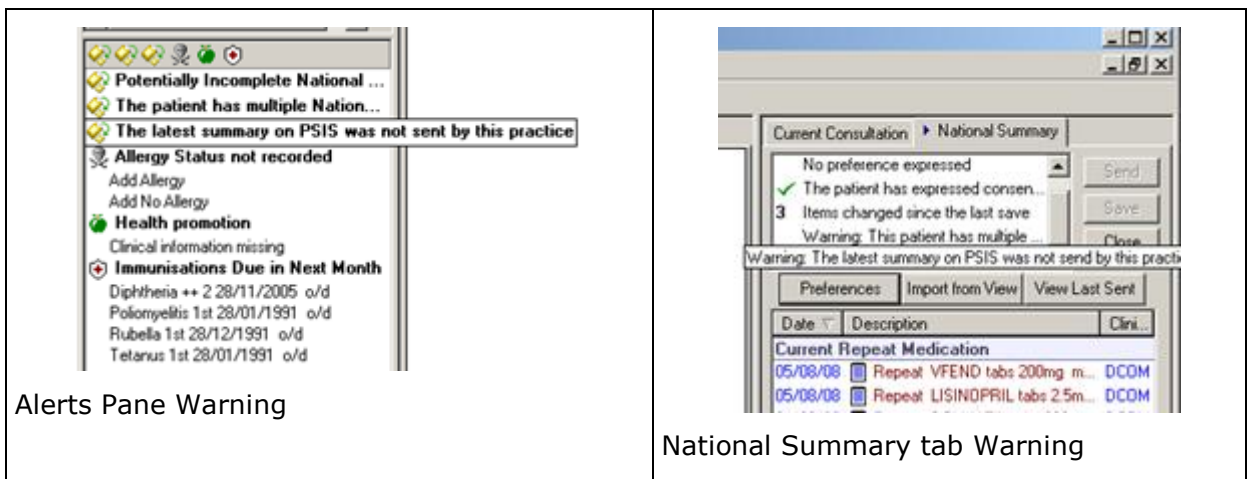 Potentially Incomplete National ...
The patient has multiple Nation...
The latest summary on PSIS was not sent by this practice
Allergy Status not recorded
Add Allergy
Add No Allergy
Health promotion
Clinical information missing
Immunisations Due in Next Month
Diphtheria ++ 2 28/11/2005 o/d
Poliomyelitis 1st 28/01/1991 o/d
Rubella 1st 28/12/1991 o/d
Tetanus 1st 28/01/1991 o/d
Alerts Pane Warning
Current Consultation National Summary
No preference expressed
Send
The patient has expressed consen...
3 Items changed since the last save
Save
Warning: This patient has multiple ...
Close
Warning: The latest summary on PSIS was not send by this practi
Preferences Import from View View Last Sent
Date Description Clini...
Current Repeat Medication
05/08/08 Repeat VFEND tabs 200mg m... DCOM
05/08/08 Repeat LISINOPRIL tabs 2.5m... DCOM
National Summary tab Warning